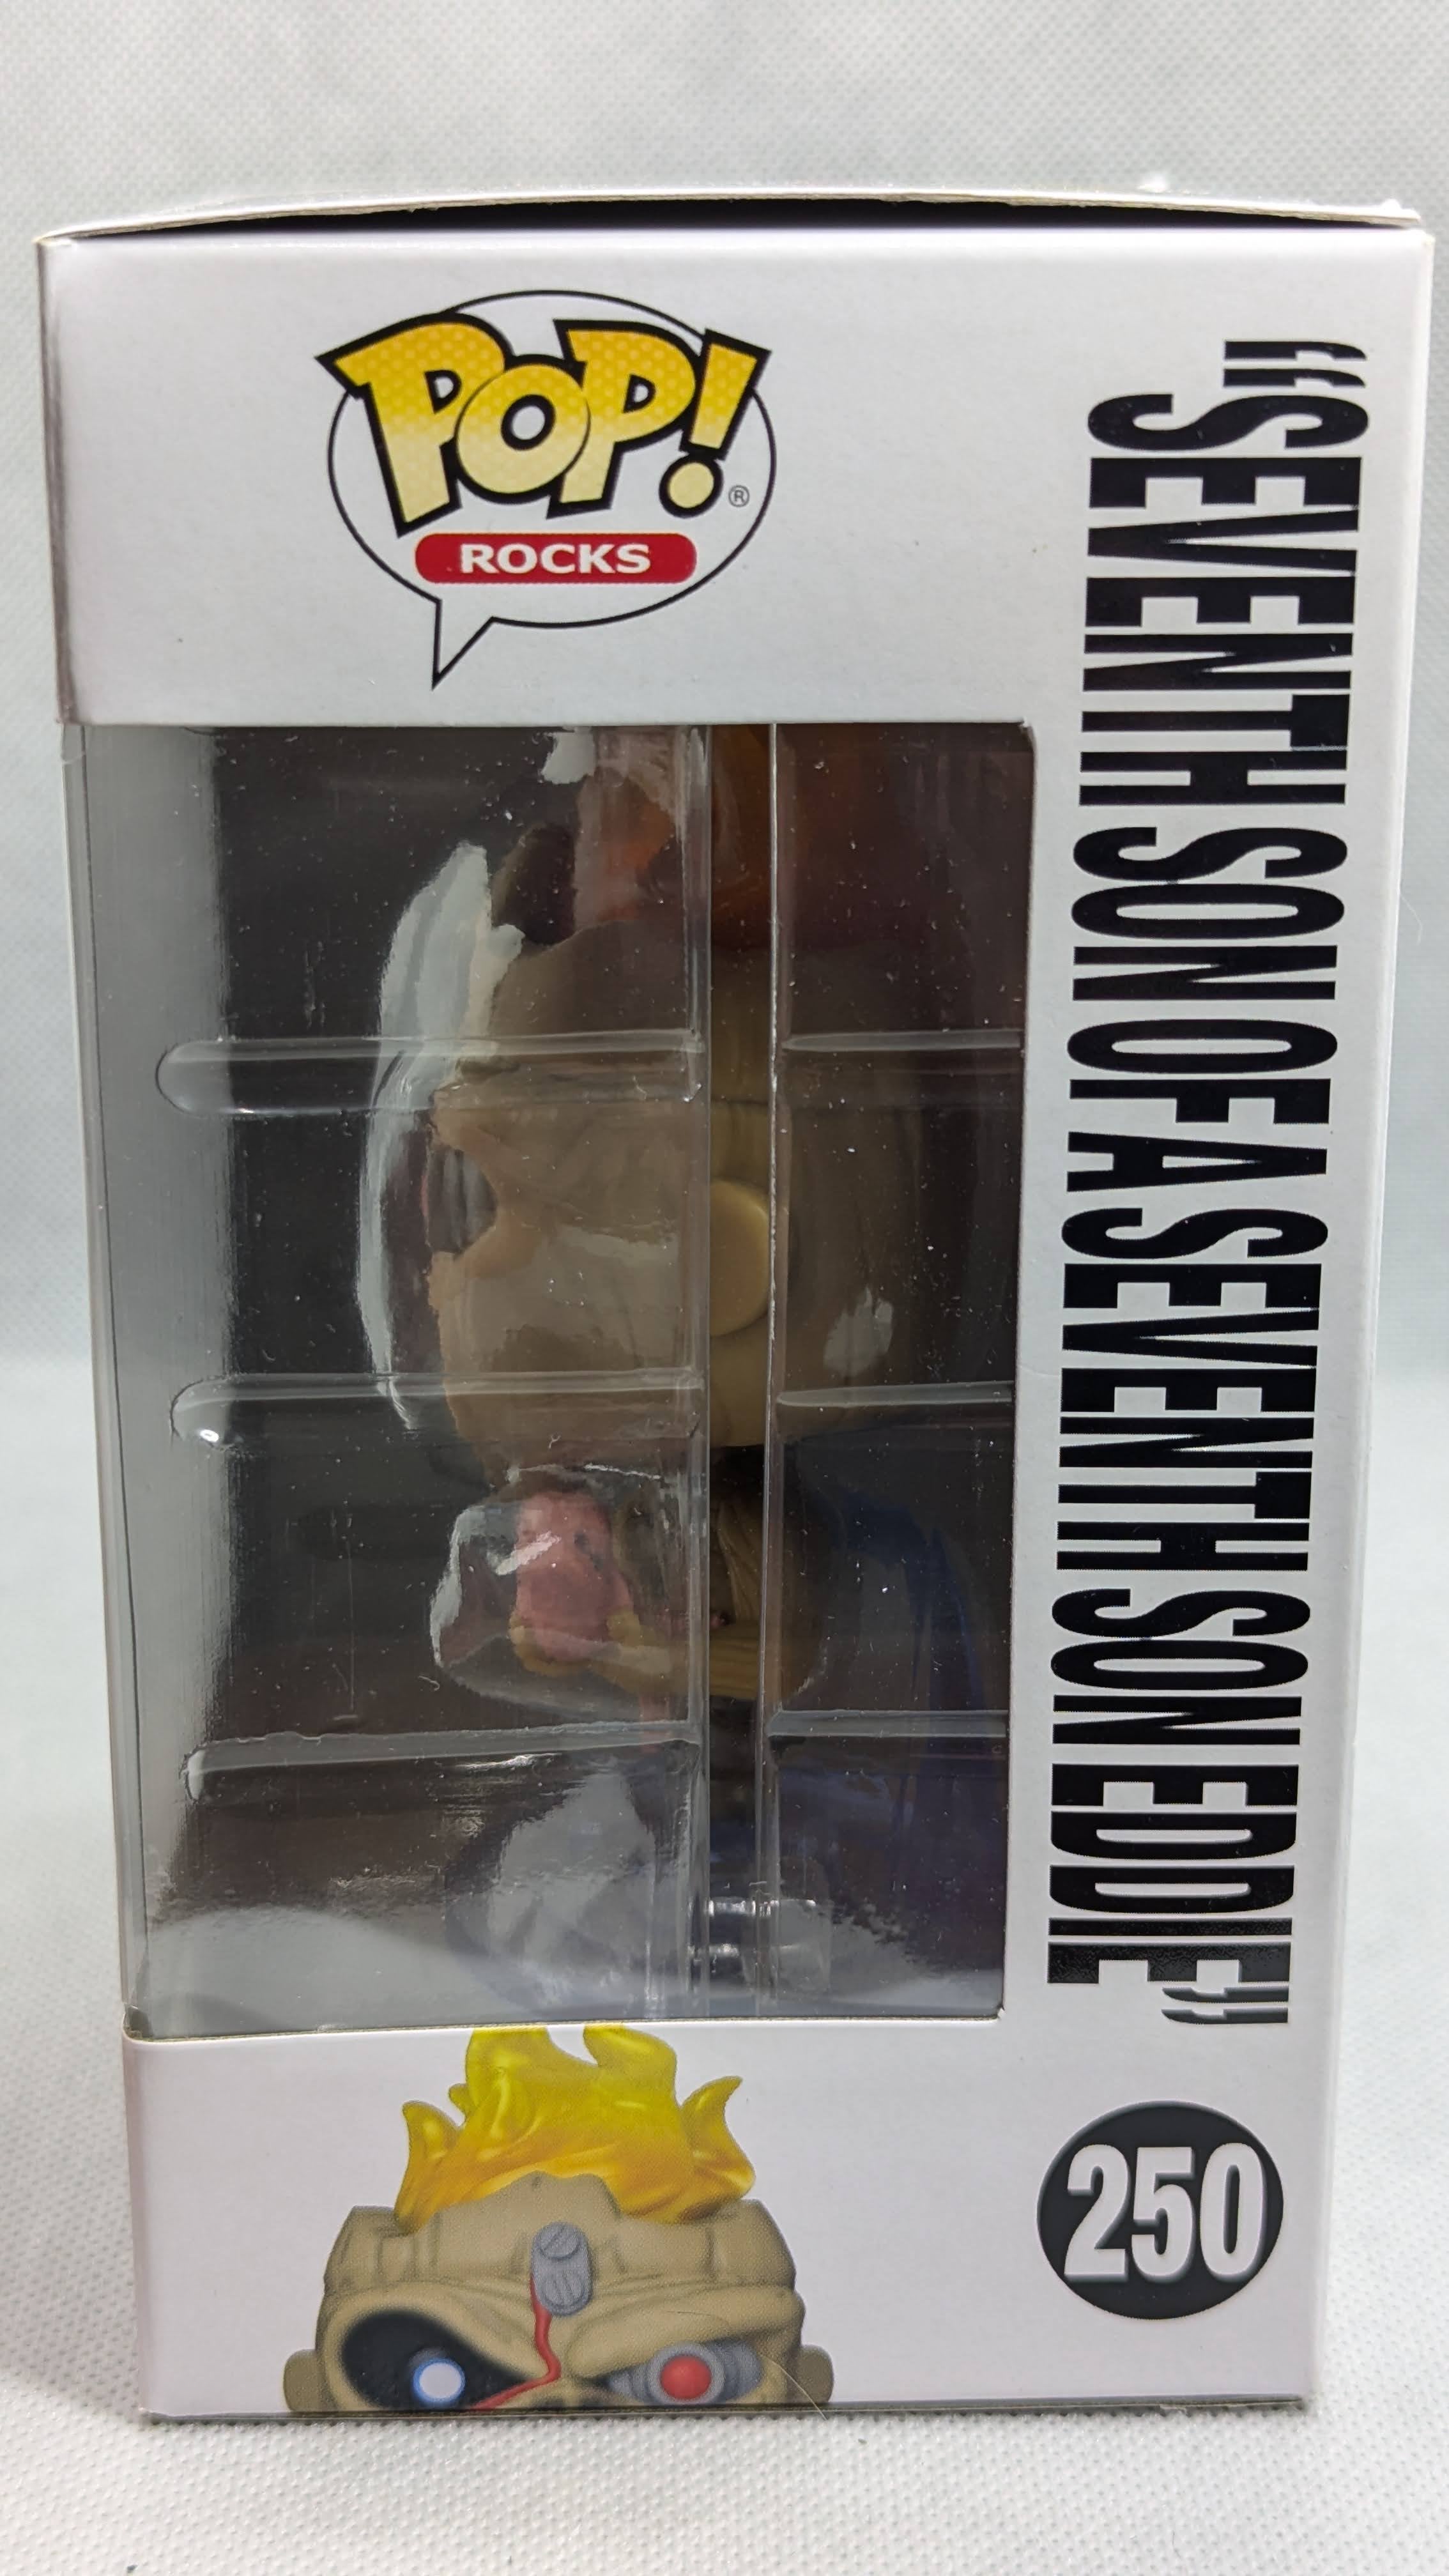 POP!®
ROCKS
"SEVENTH SON OF A SEVENTH SON EDDIE"
250